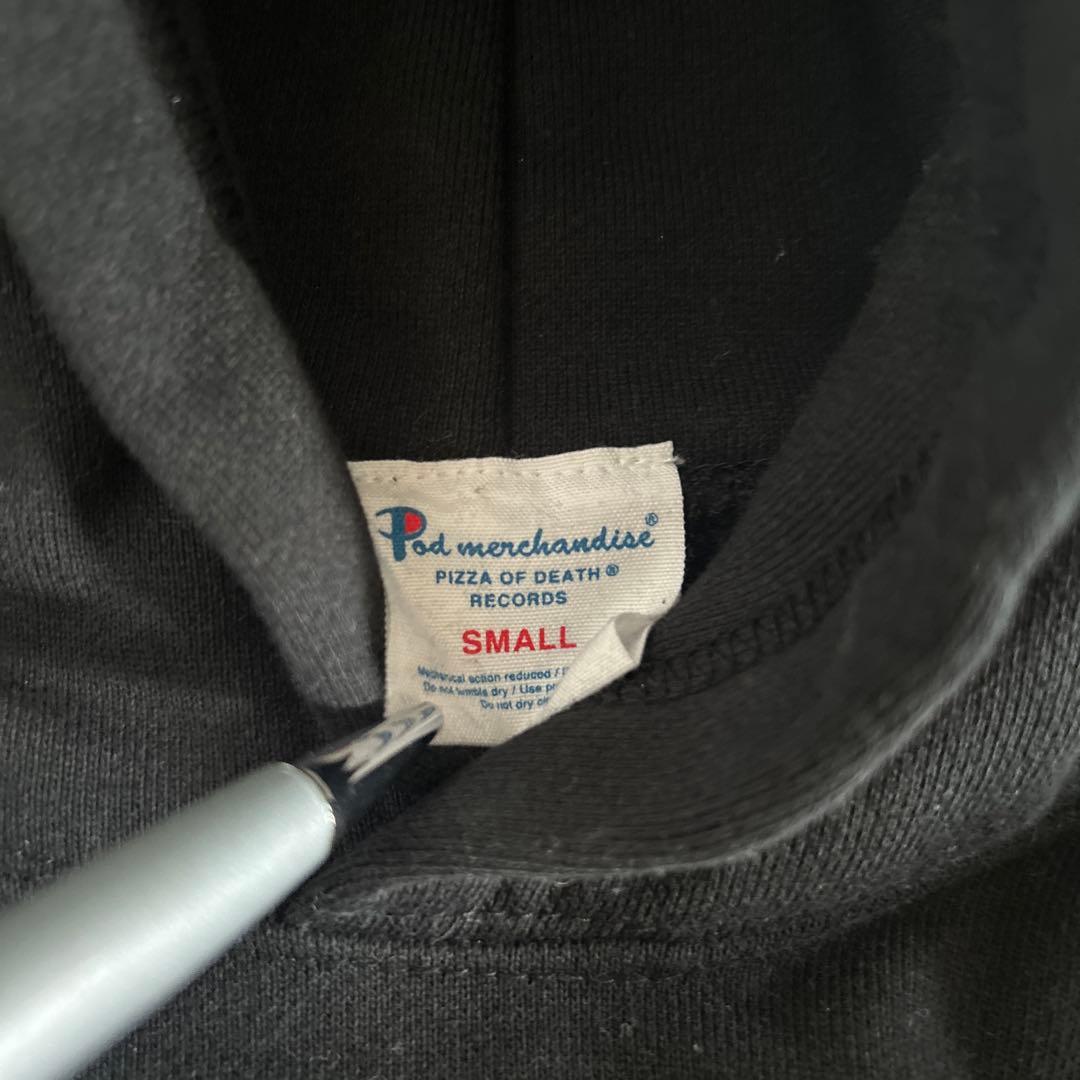 Pod merchandise®
PIZZA OF DEATH®
RECORDS
SMALL
Mechanical action reduced /
Do not tumble dry / Use
Do not dry